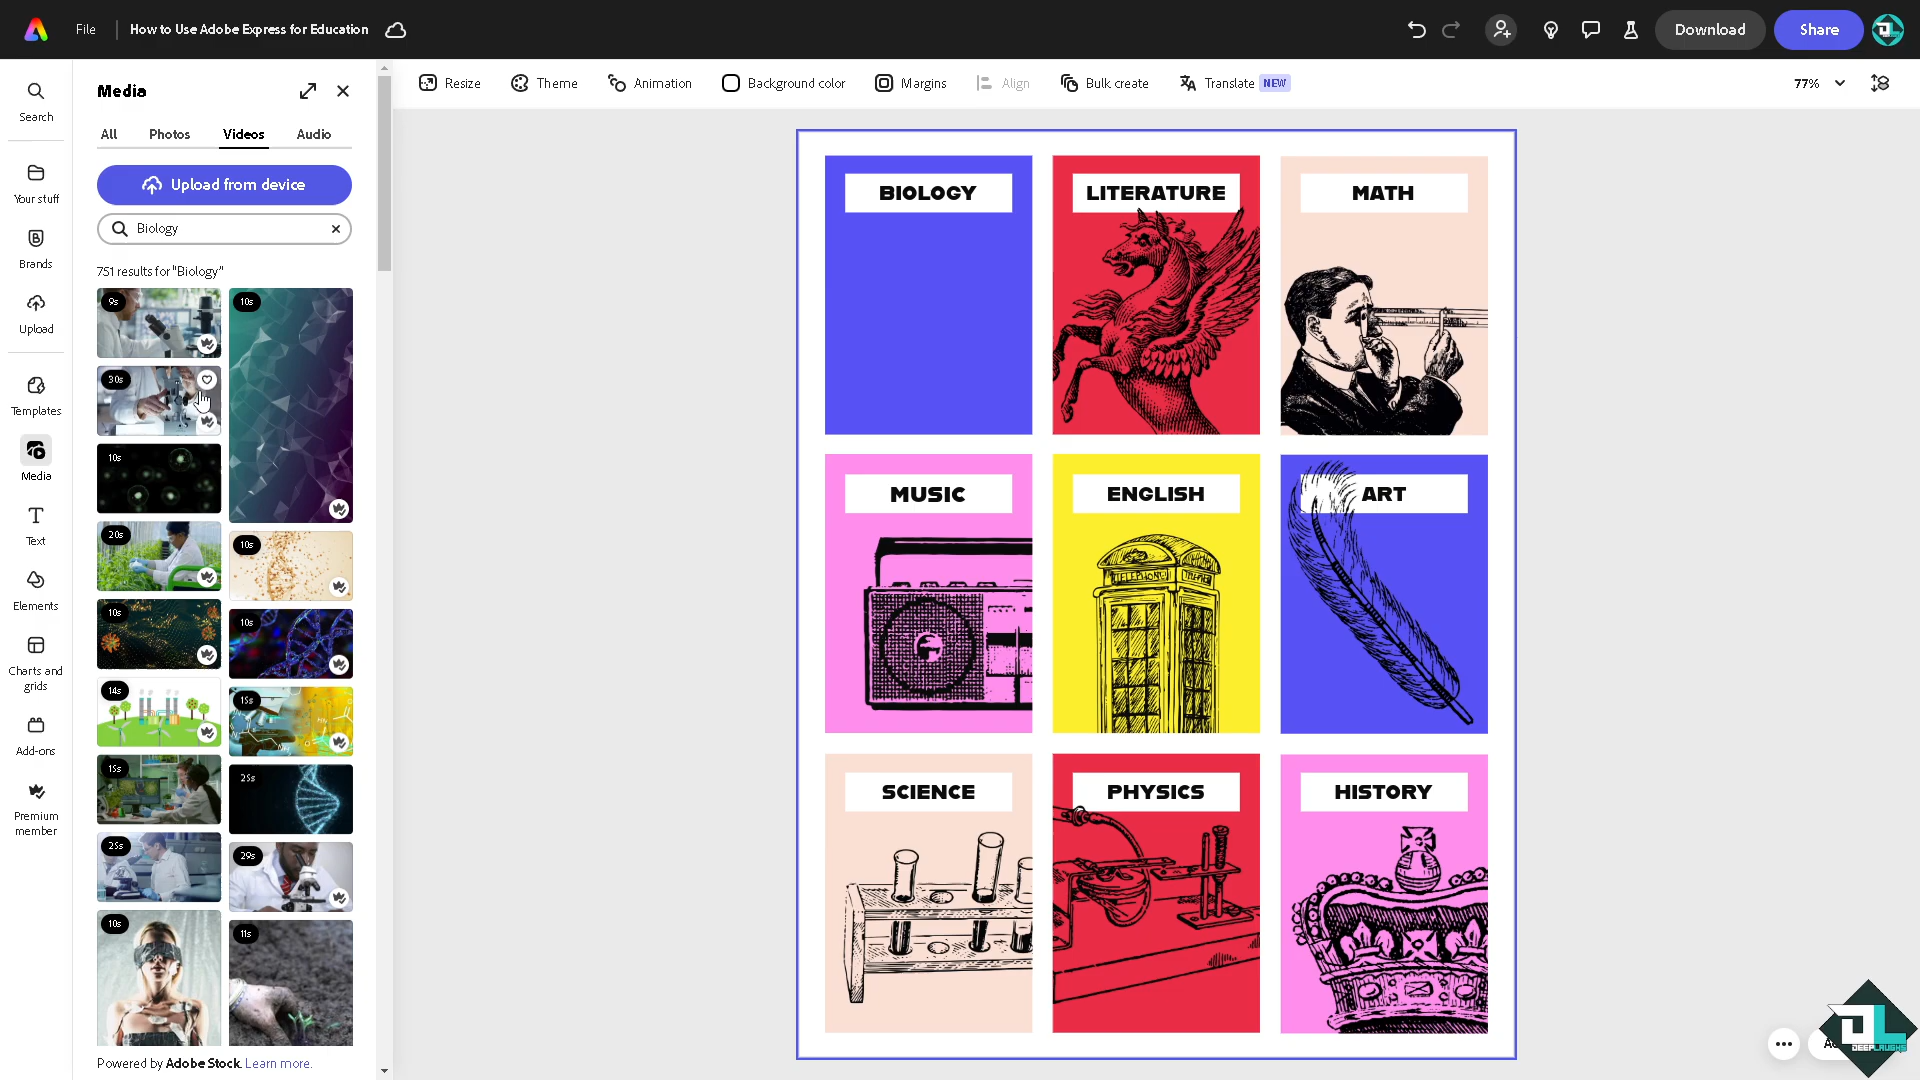 File
How to Use Adobe Express for Education
Download
Share
Resize
Theme
Animation
Background color
Margins
Align
Bulk create
Translate NEW
77%
Search
Your stuff
Brands
Upload
Templates
Media
Text
Elements
Charts and
grids
Add-ons
Premium
member
Media
All
Photos
Videos
Audio
Upload from device
Biology
751 results for "Biology"
9s
10s
30s
10s
20s
10s
10s
10s
14s
15s
15s
25s
25s
29s
10s
11s
Powered by Adobe Stock. Learn more.
BIOLOGY
LITERATURE
MATH
MUSIC
ENGLISH
ART
SCIENCE
PHYSICS
HISTORY
TELEPHONE
DEEPLAUGHS